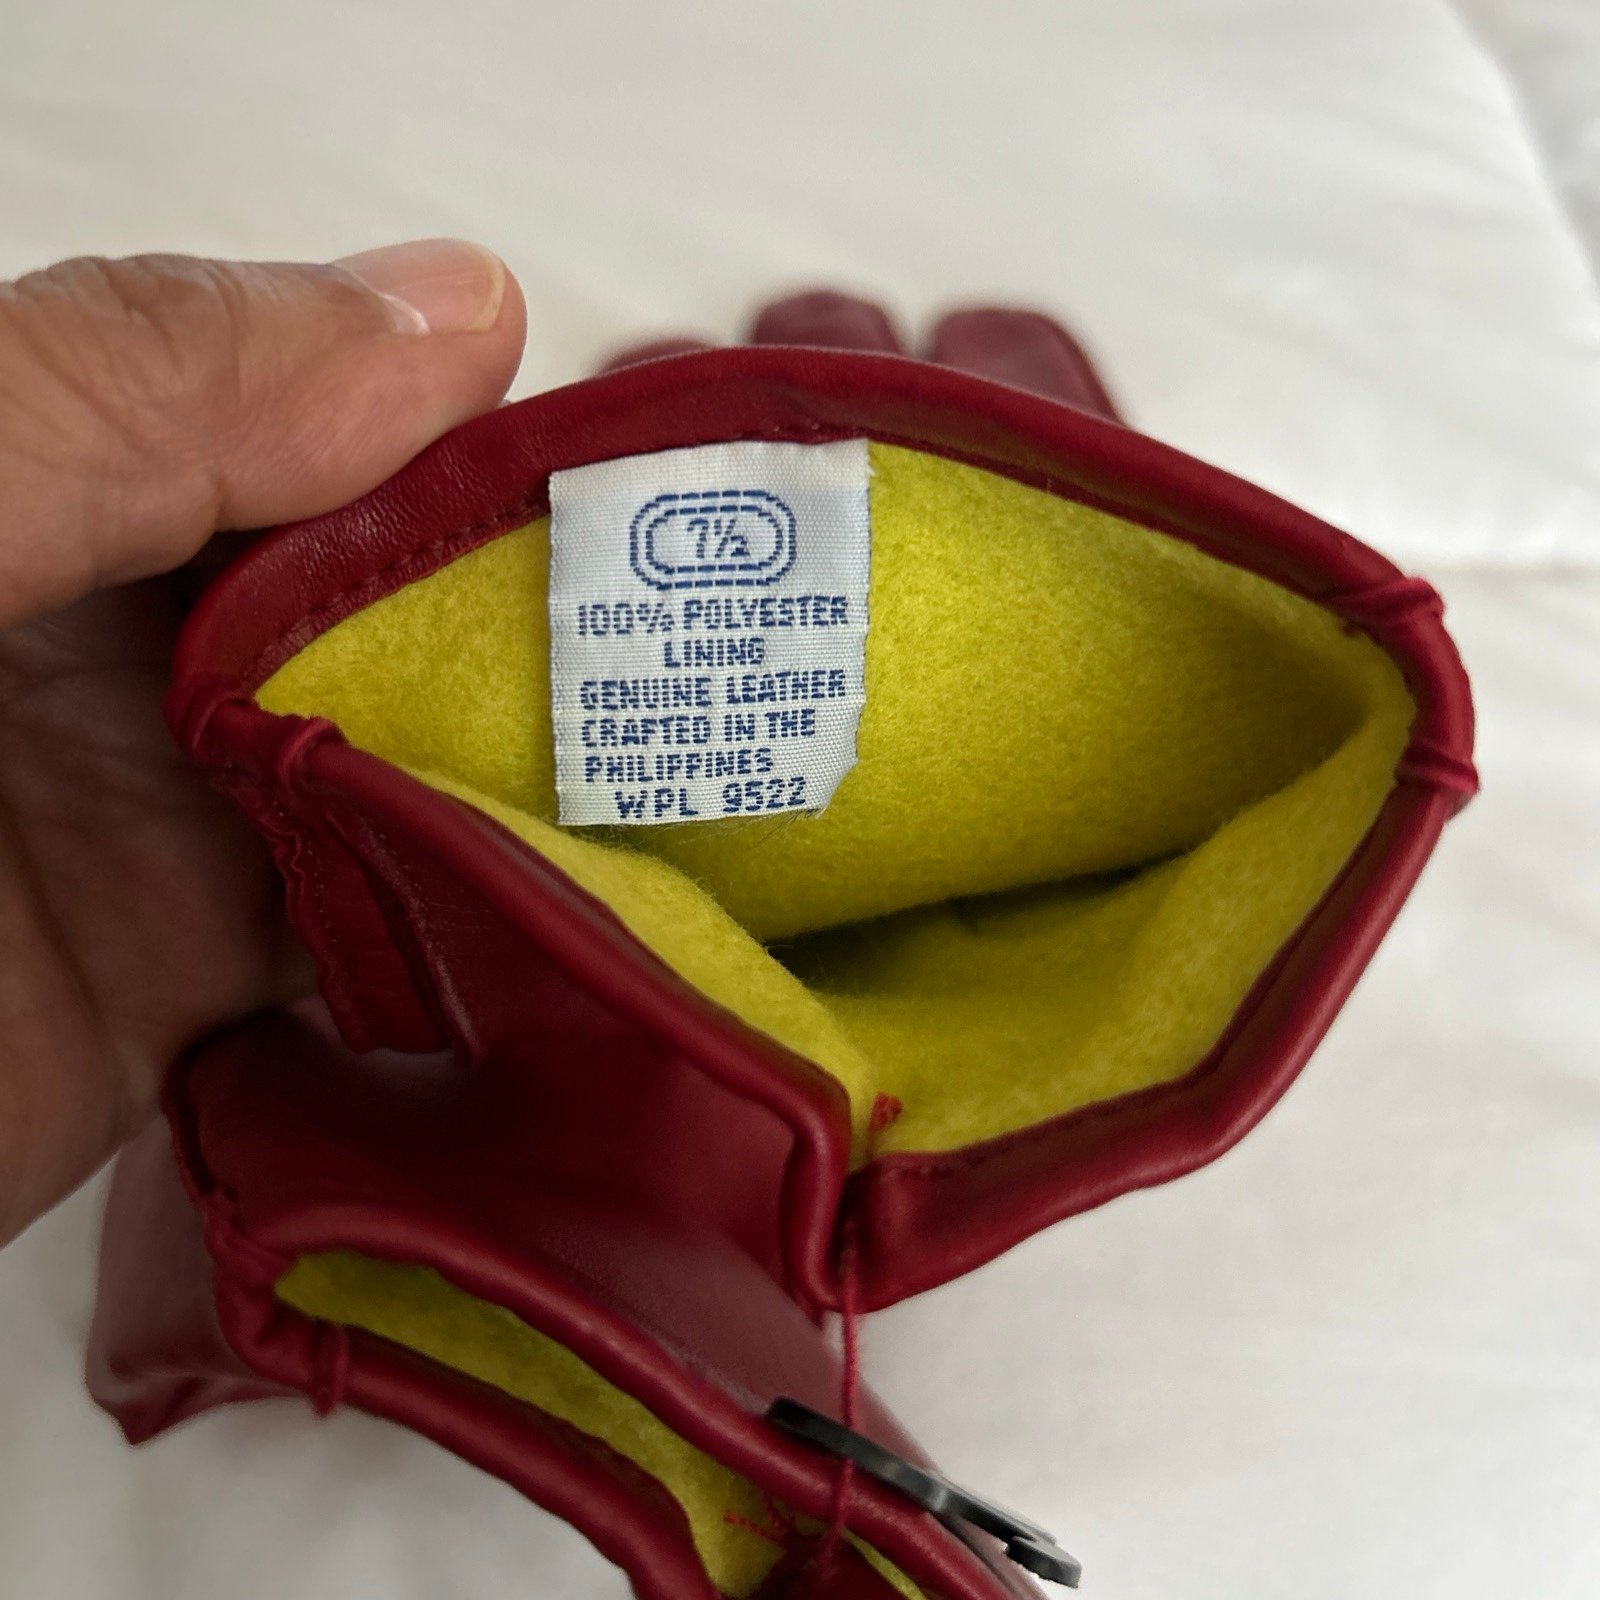 7½
100% POLYESTER
LINING
GENUINE LEATHER
CRAFTED IN THE
PHILIPPINES
WPL 9522